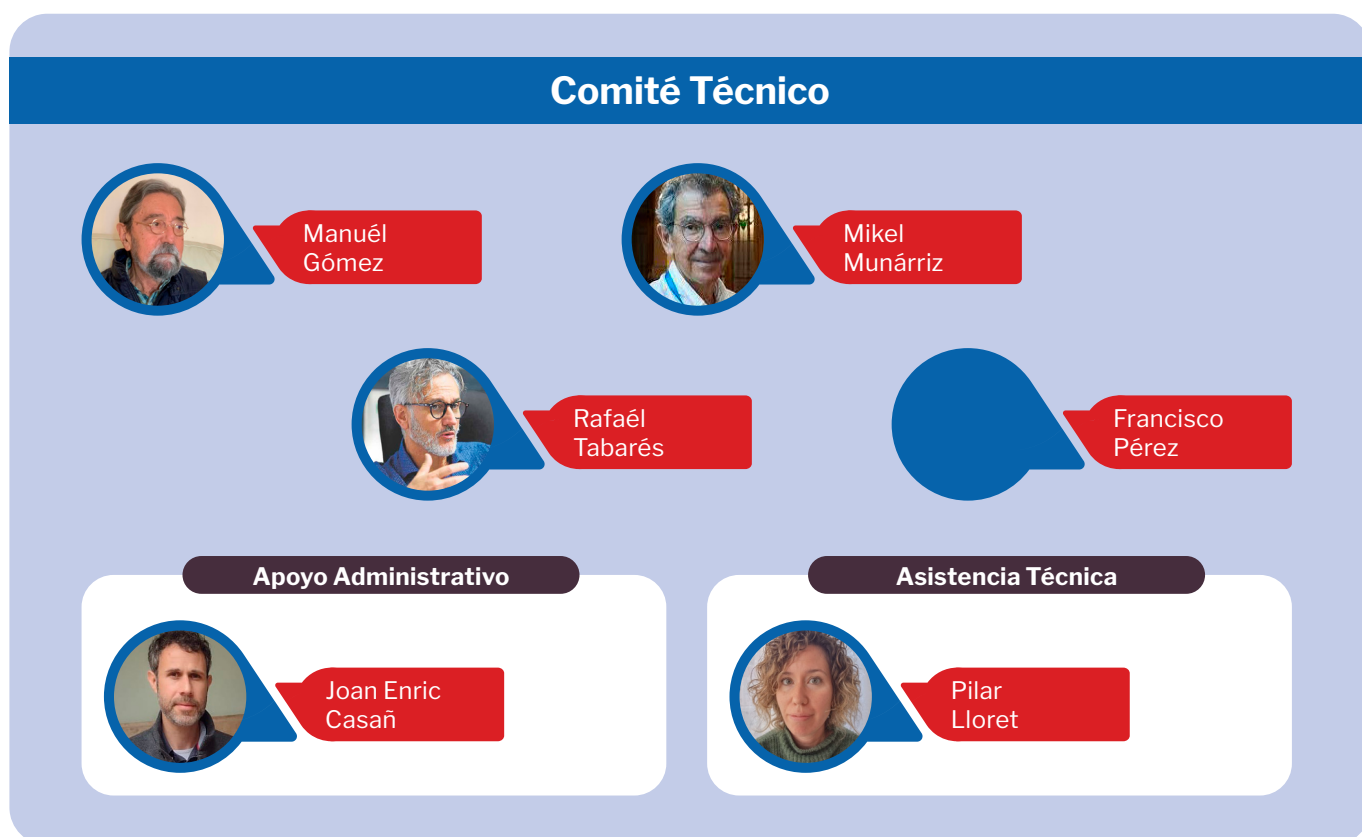 Comité Técnico
Manuél
Gómez
Mikel
Munárriz
Rafaél
Tabarés
Francisco
Pérez
Apoyo Administrativo
Joan Enric
Casañ
Asistencia Técnica
Pilar
Lloret